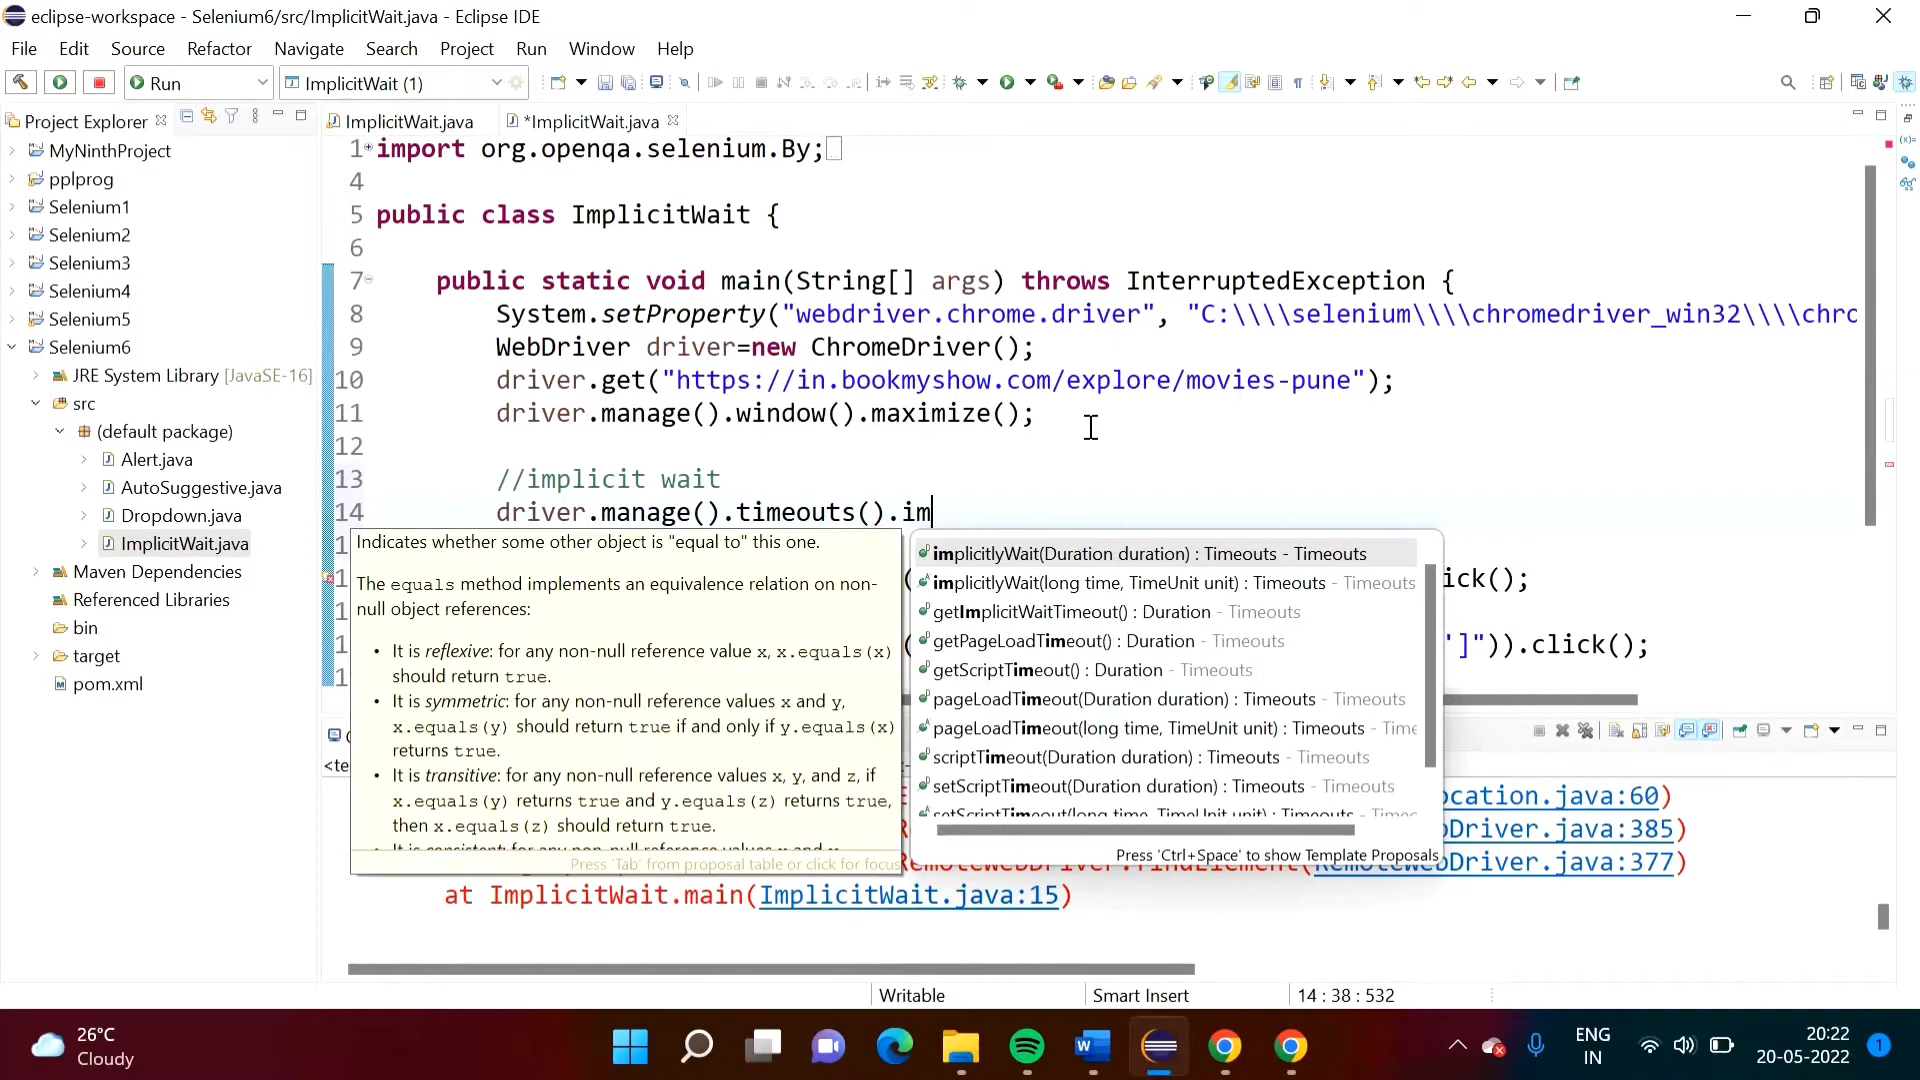 eclipse-workspace - Selenium6/src/ImplicitWait.java - Eclipse IDE
File Edit Source Refactor Navigate Search Project Run Window Help
Run
ImplicitWait (1)
Project Explorer
ImplicitWait.java
*ImplicitWait.java
MyNinthProject
pplprog
Selenium1
Selenium2
Selenium3
Selenium4
Selenium5
Selenium6
JRE System Library [JavaSE-16]
src
(default package)
Alert.java
AutoSuggestive.java
Dropdown.java
ImplicitWait.java
Maven Dependencies
Referenced Libraries
bin
target
pom.xml
1 import org.openqa.selenium.By;
4
5 public class ImplicitWait {
6
7 public static void main(String[] args) throws InterruptedException {
8 System.setProperty("webdriver.chrome.driver", "C:\\\\selenium\\\\chromedriver_win32\\\\chrc
9 WebDriver driver=new ChromeDriver();
10 driver.get("https://in.bookmyshow.com/explore/movies-pune");
11 driver.manage().window().maximize();
12
13 //implicit wait
14 driver.manage().timeouts().im
ick();
']")).click();
Indicates whether some other object is "equal to" this one.
The equals method implements an equivalence relation on non-
null object references:
• It is reflexive: for any non-null reference value x, x.equals(x)
should return true.
• It is symmetric: for any non-null reference values x and y,
x.equals(y) should return true if and only if y.equals(x)
returns true.
• It is transitive: for any non-null reference values x, y, and z, if
x.equals(y) returns true and y.equals(z) returns true,
then x.equals(z) should return true.
Press 'Tab' from proposal table or click for focus
implicitlyWait(Duration duration) : Timeouts - Timeouts
implicitlyWait(long time, TimeUnit unit) : Timeouts - Timeouts
getImplicitWaitTimeout() : Duration - Timeouts
getPageLoadTimeout() : Duration - Timeouts
getScriptTimeout() : Duration - Timeouts
pageLoadTimeout(Duration duration) : Timeouts - Timeouts
pageLoadTimeout(long time, TimeUnit unit) : Timeouts - Time
scriptTimeout(Duration duration) : Timeouts - Timeouts
setScriptTimeout(Duration duration) : Timeouts - Timeouts
setScriptTimeout(long time, TimeUnit unit) : Timeouts - Timec
Press 'Ctrl+Space' to show Template Proposals
<te
ocation.java:60)
bDriver.java:385)
RemoteWebDriver.findElement(RemoteWebDriver.java:377)
at ImplicitWait.main(ImplicitWait.java:15)
Writable
Smart Insert
14 : 38 : 532
26°C
Cloudy
ENG
IN
20:22
20-05-2022
1